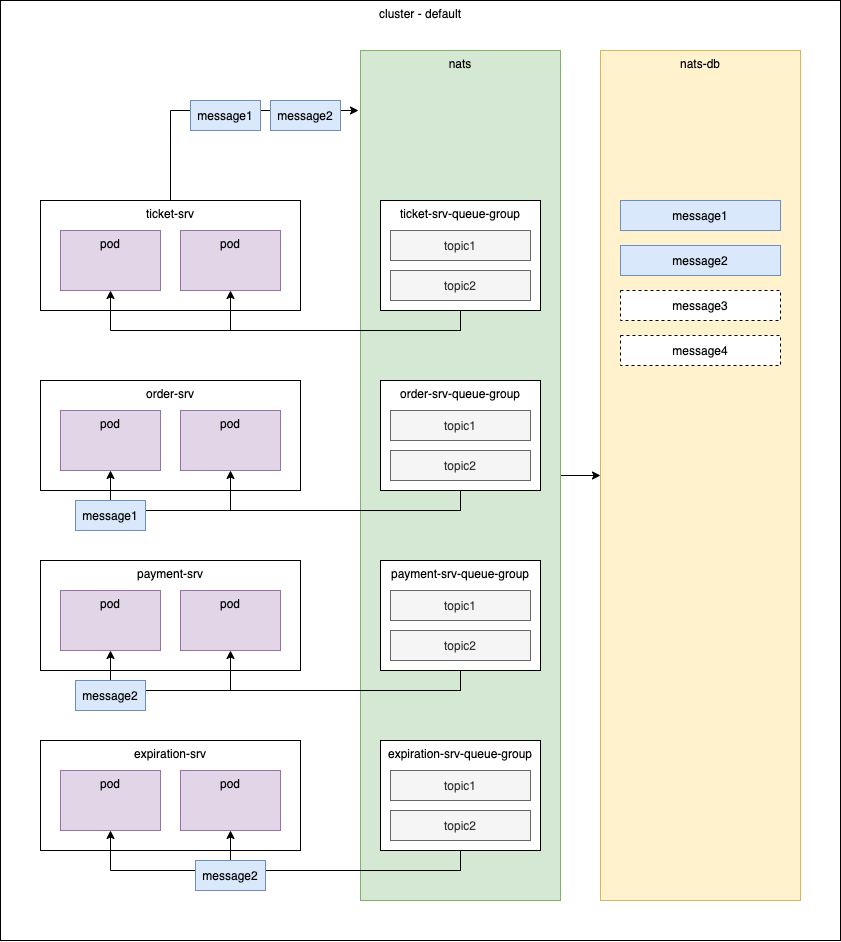 cluster - default
nats
nats-db
message1
message2
ticket-srv
pod
pod
ticket-srv-queue-group
topic1
topic2
message1
message2
message3
message4
order-srv
pod
pod
order-srv-queue-group
topic1
topic2
message1
payment-srv
pod
pod
payment-srv-queue-group
topic1
topic2
message2
expiration-srv
pod
pod
expiration-srv-queue-group
topic1
topic2
message2